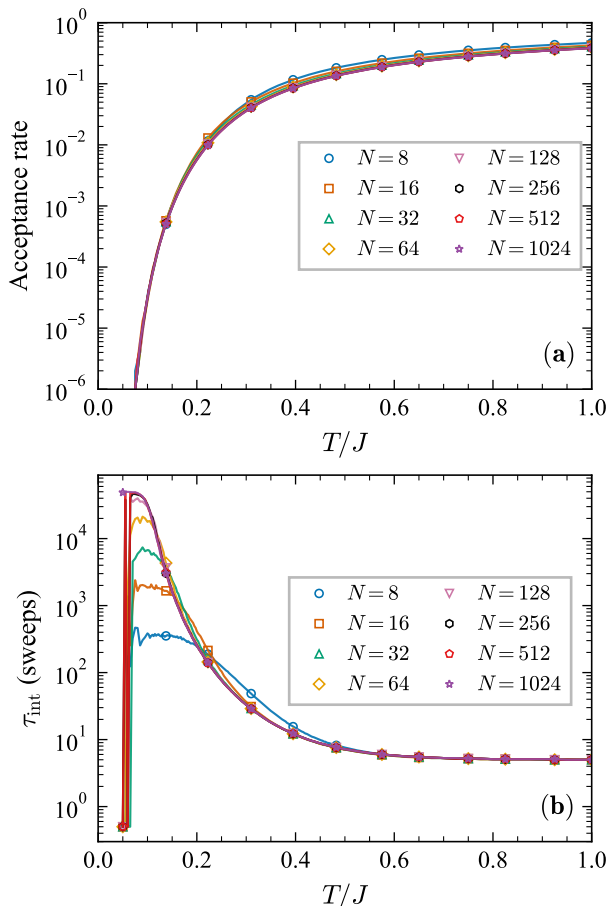 10^0
10^{-1}
10^{-2}
10^{-3}
10^{-4}
10^{-5}
10^{-6}
Acceptance rate
N = 8
N = 16
N = 32
N = 64
N = 128
N = 256
N = 512
N = 1024
(a)
0.0 0.2 0.4 0.6 0.8 1.0
T/J
10^4
10^3
10^2
10^1
10^0
τ_int (sweeps)
N = 8
N = 16
N = 32
N = 64
N = 128
N = 256
N = 512
N = 1024
(b)
0.0 0.2 0.4 0.6 0.8 1.0
T/J